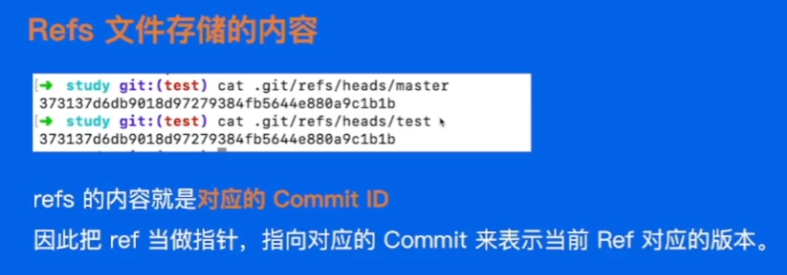 Refs 文件存储的内容
➜ study git:(test) cat .git/refs/heads/master
373137d6db9018d97279384fb5644e880a9c1b1b
➜ study git:(test) cat .git/refs/heads/test
373137d6db9018d97279384fb5644e880a9c1b1b
refs 的内容就是对应的 Commit ID
因此把 ref 当做指针，指向对应的 Commit 来表示当前 Ref 对应的版本。